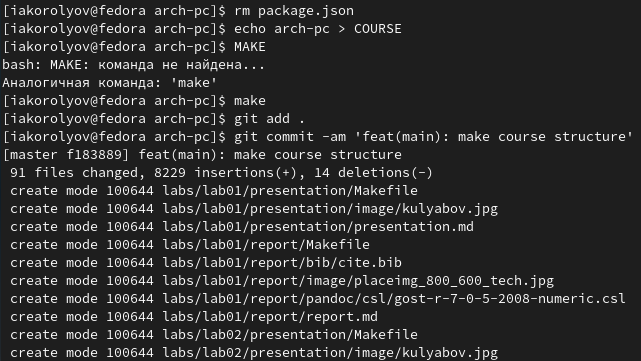 [iakorolyov@fedora arch-pc]$ rm package.json
[iakorolyov@fedora arch-pc]$ echo arch-pc > COURSE
[iakorolyov@fedora arch-pc]$ MAKE
bash: MAKE: команда не найдена...
Аналогичная команда: 'make'
[iakorolyov@fedora arch-pc]$ make
[iakorolyov@fedora arch-pc]$ git add .
[iakorolyov@fedora arch-pc]$ git commit -am 'feat(main): make course structure'
[master f183889] feat(main): make course structure
 91 files changed, 8229 insertions(+), 14 deletions(-)
 create mode 100644 labs/lab01/presentation/Makefile
 create mode 100644 labs/lab01/presentation/image/kulyabov.jpg
 create mode 100644 labs/lab01/presentation/presentation.md
 create mode 100644 labs/lab01/report/Makefile
 create mode 100644 labs/lab01/report/bib/cite.bib
 create mode 100644 labs/lab01/report/image/placeimg_800_600_tech.jpg
 create mode 100644 labs/lab01/report/pandoc/csl/gost-r-7-0-5-2008-numeric.csl
 create mode 100644 labs/lab01/report/report.md
 create mode 100644 labs/lab02/presentation/Makefile
 create mode 100644 labs/lab02/presentation/image/kulyabov.jpg